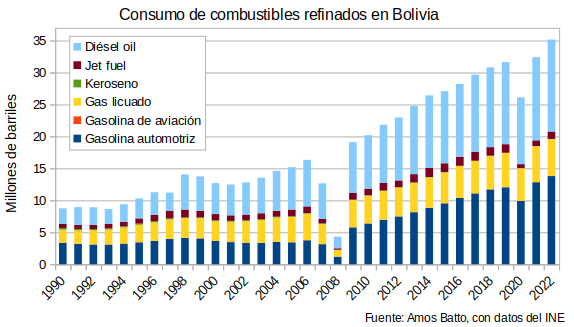 Consumo de combustibles refinados en Bolivia
Millones de barriles
35
30
25
20
15
10
5
0
Diésel oil
Jet fuel
Keroseno
Gas licuado
Gasolina de aviación
Gasolina automotriz
1990
1992
1994
1996
1998
2000
2002
2004
2006
2008
2010
2012
2014
2016
2018
2020
2022
Fuente: Amos Batto, con datos del INE